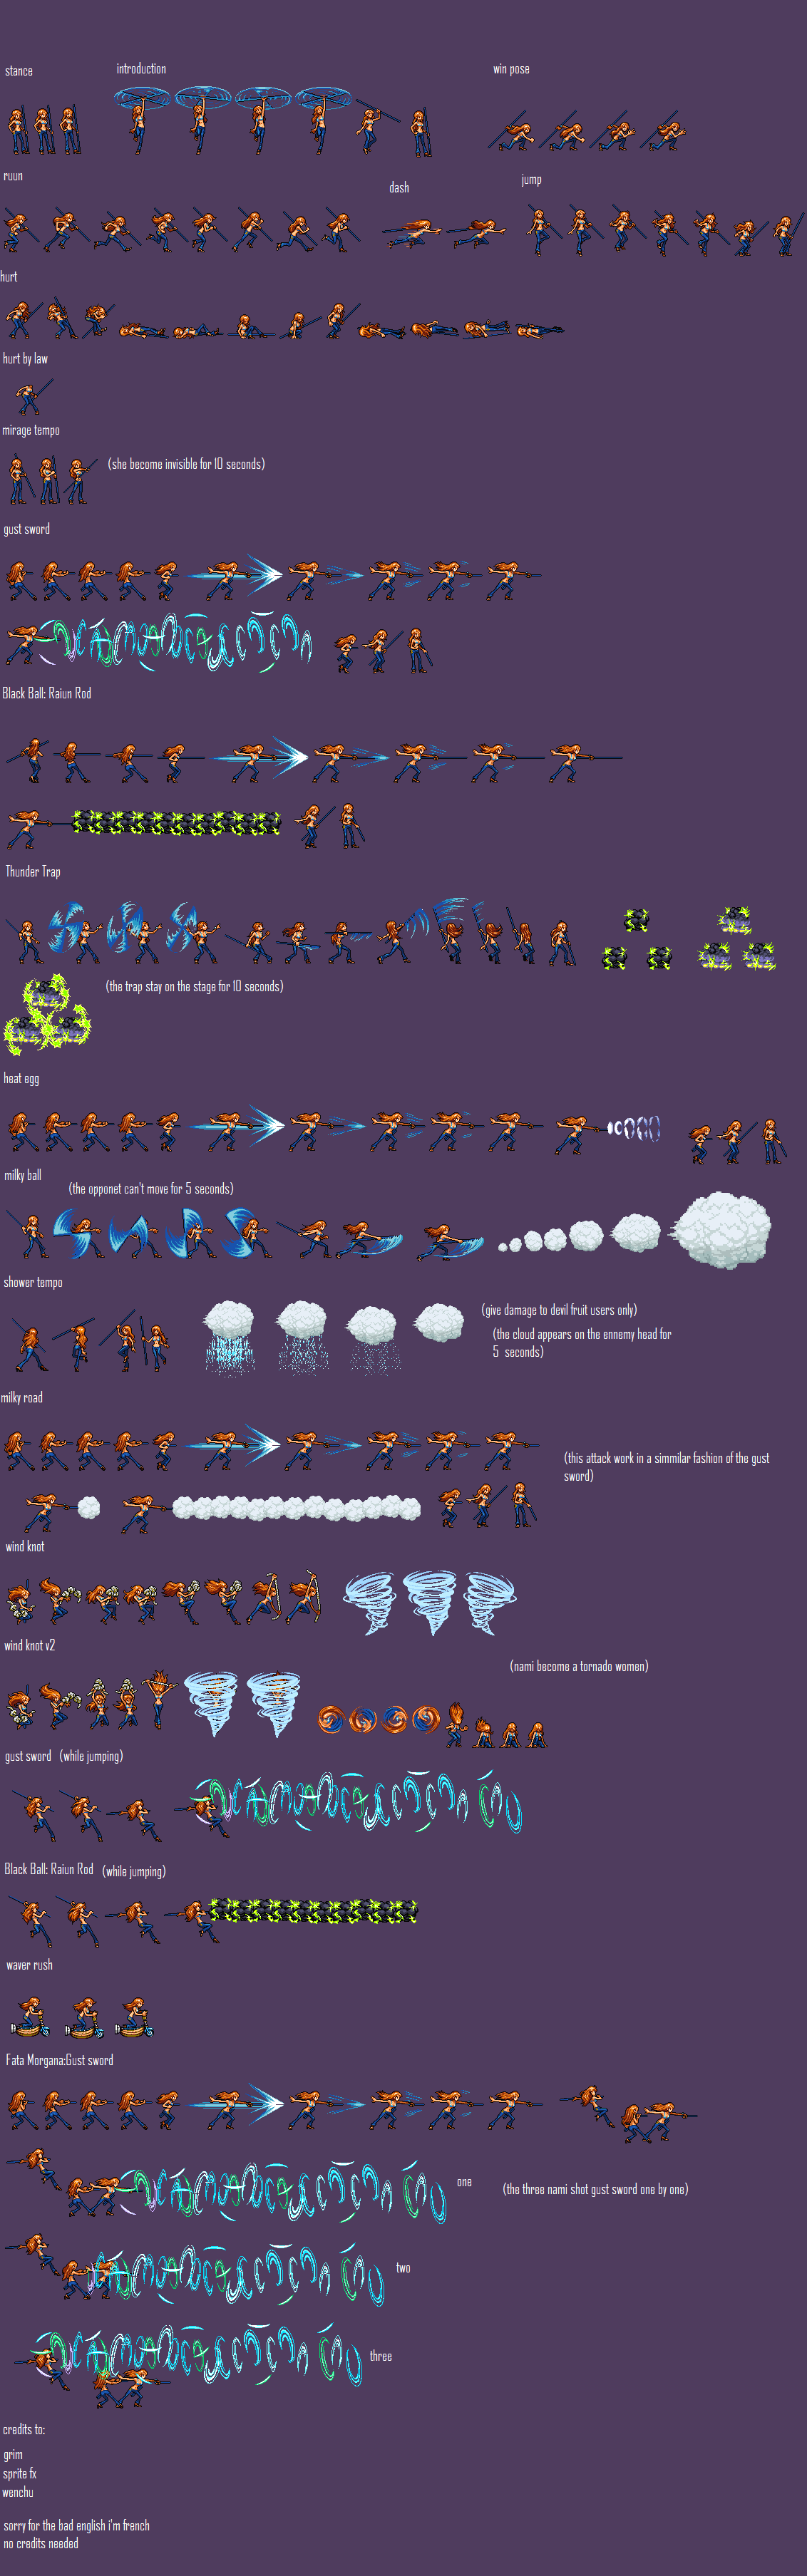 stance
introduction
win pose
ruun
dash
jump
hurt
hurt by law
mirage tempo
(she become invisible for 10 seconds)
gust sword
Black Ball: Raiun Rod
Thunder Trap
(the trap stay on the stage for 10 seconds)
heat egg
milky ball
(the opponet can't move for 5 seconds)
shower tempo
(give damage to devil fruit users only)
(the cloud appears on the ennemy head for
5 seconds)
milky road
(this attack work in a simmilar fashion of the gust
sword)
wind knot
wind knot v2
(nami become a tornado women)
gust sword (while jumping)
Black Ball: Raiun Rod (while jumping)
waver rush
Fata Morgana:Gust sword
one
(the three nami shot gust sword one by one)
two
three
credits to:
grim
sprite fx
wenchu
sorry for the bad english i'm french
no credits needed